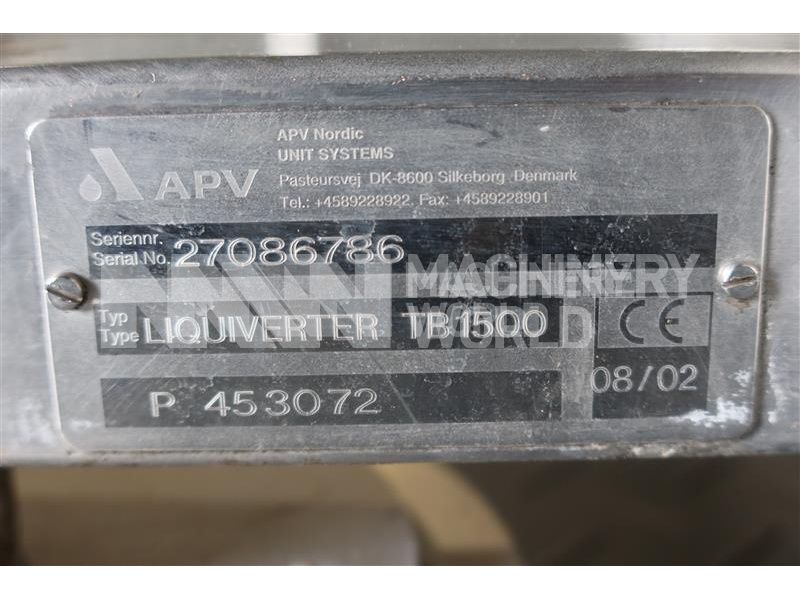 APV Nordic
UNIT SYSTEMS
APV
Pasteursvej DK-8600 Silkeborg Denmark
Tel.: +4589228922, Fax: +4589228901
Seriennr.
Serial No. 27086786
MACHINERY
WORLD
Typ
Type LIQUIVERTER TB1500
CE
P 453072
08/02